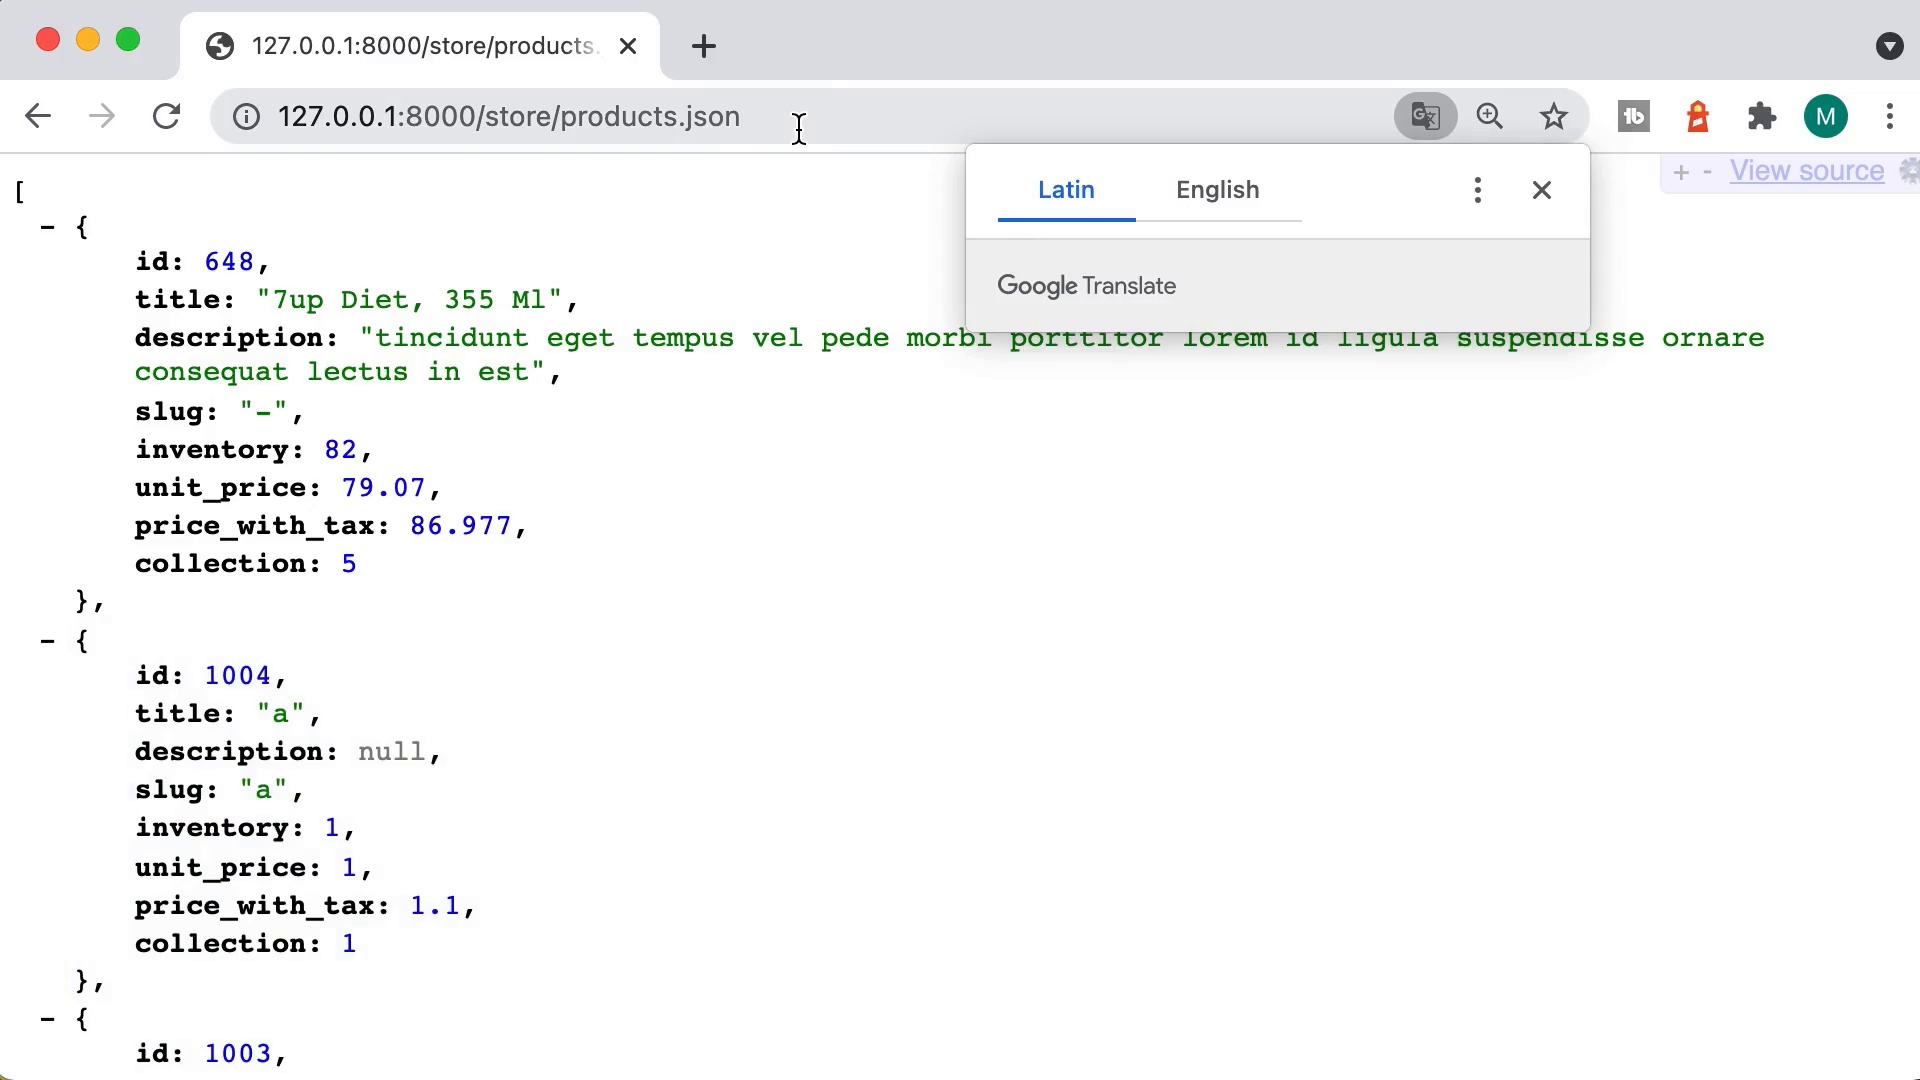 127.0.0.1:8000/store/products.
127.0.0.1:8000/store/products.json
M
Latin English
Google Translate
+ - View source
[
- {
id: 648,
title: "7up Diet, 355 Ml",
description: "tincidunt eget tempus vel pede morbi porttitor lorem id ligula suspendisse ornare
consequat lectus in est",
slug: "-",
inventory: 82,
unit_price: 79.07,
price_with_tax: 86.977,
collection: 5
},
- {
id: 1004,
title: "a",
description: null,
slug: "a",
inventory: 1,
unit_price: 1,
price_with_tax: 1.1,
collection: 1
},
- {
id: 1003,